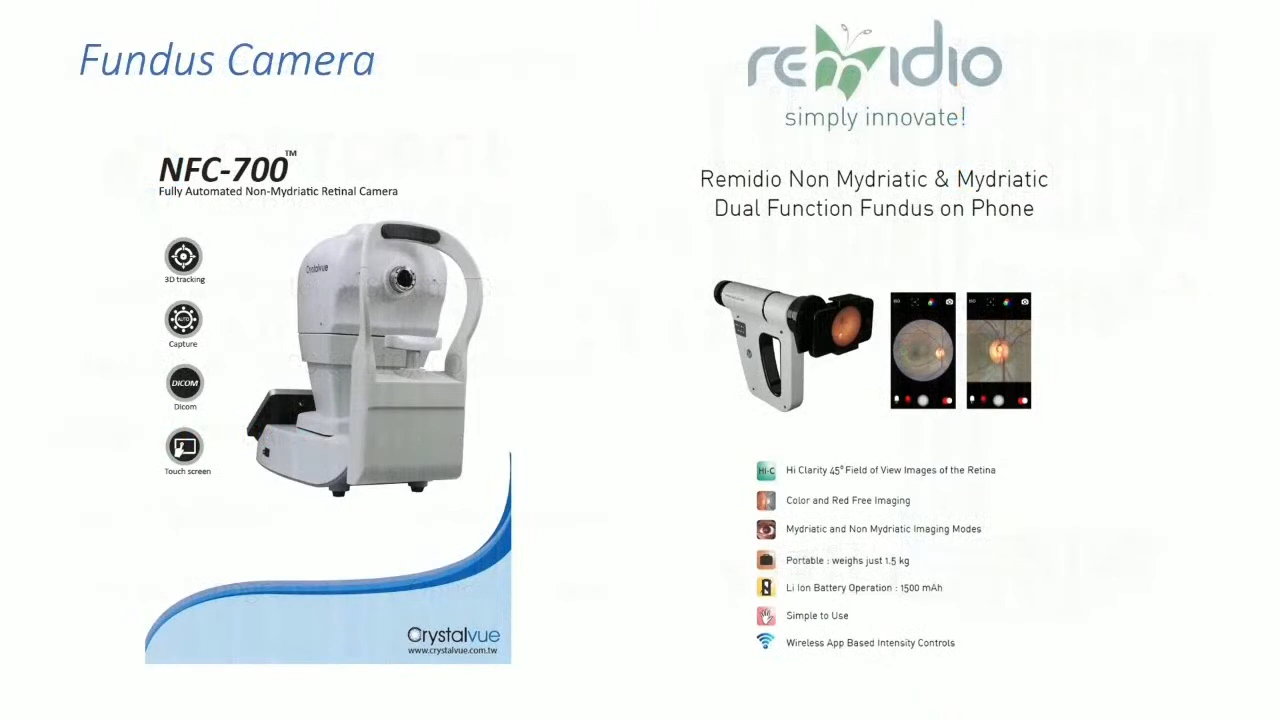 Fundus Camera
NFC-700™
Fully Automated Non-Mydriatic Retinal Camera
3D tracking
AUTO
Capture
DICOM
Dicom
Touch screen
Crystalvue
Crystalvue
www.crystalvue.com.tw
remidio
simply innovate!
Remidio Non Mydriatic & Mydriatic
Dual Function Fundus on Phone
Hi-C Hi Clarity 45° Field of View Images of the Retina
Color and Red Free Imaging
Mydriatic and Non Mydriatic Imaging Modes
Portable : weighs just 1.5 kg
Li Ion Battery Operation : 1500 mAh
Simple to Use
Wireless App Based Intensity Controls